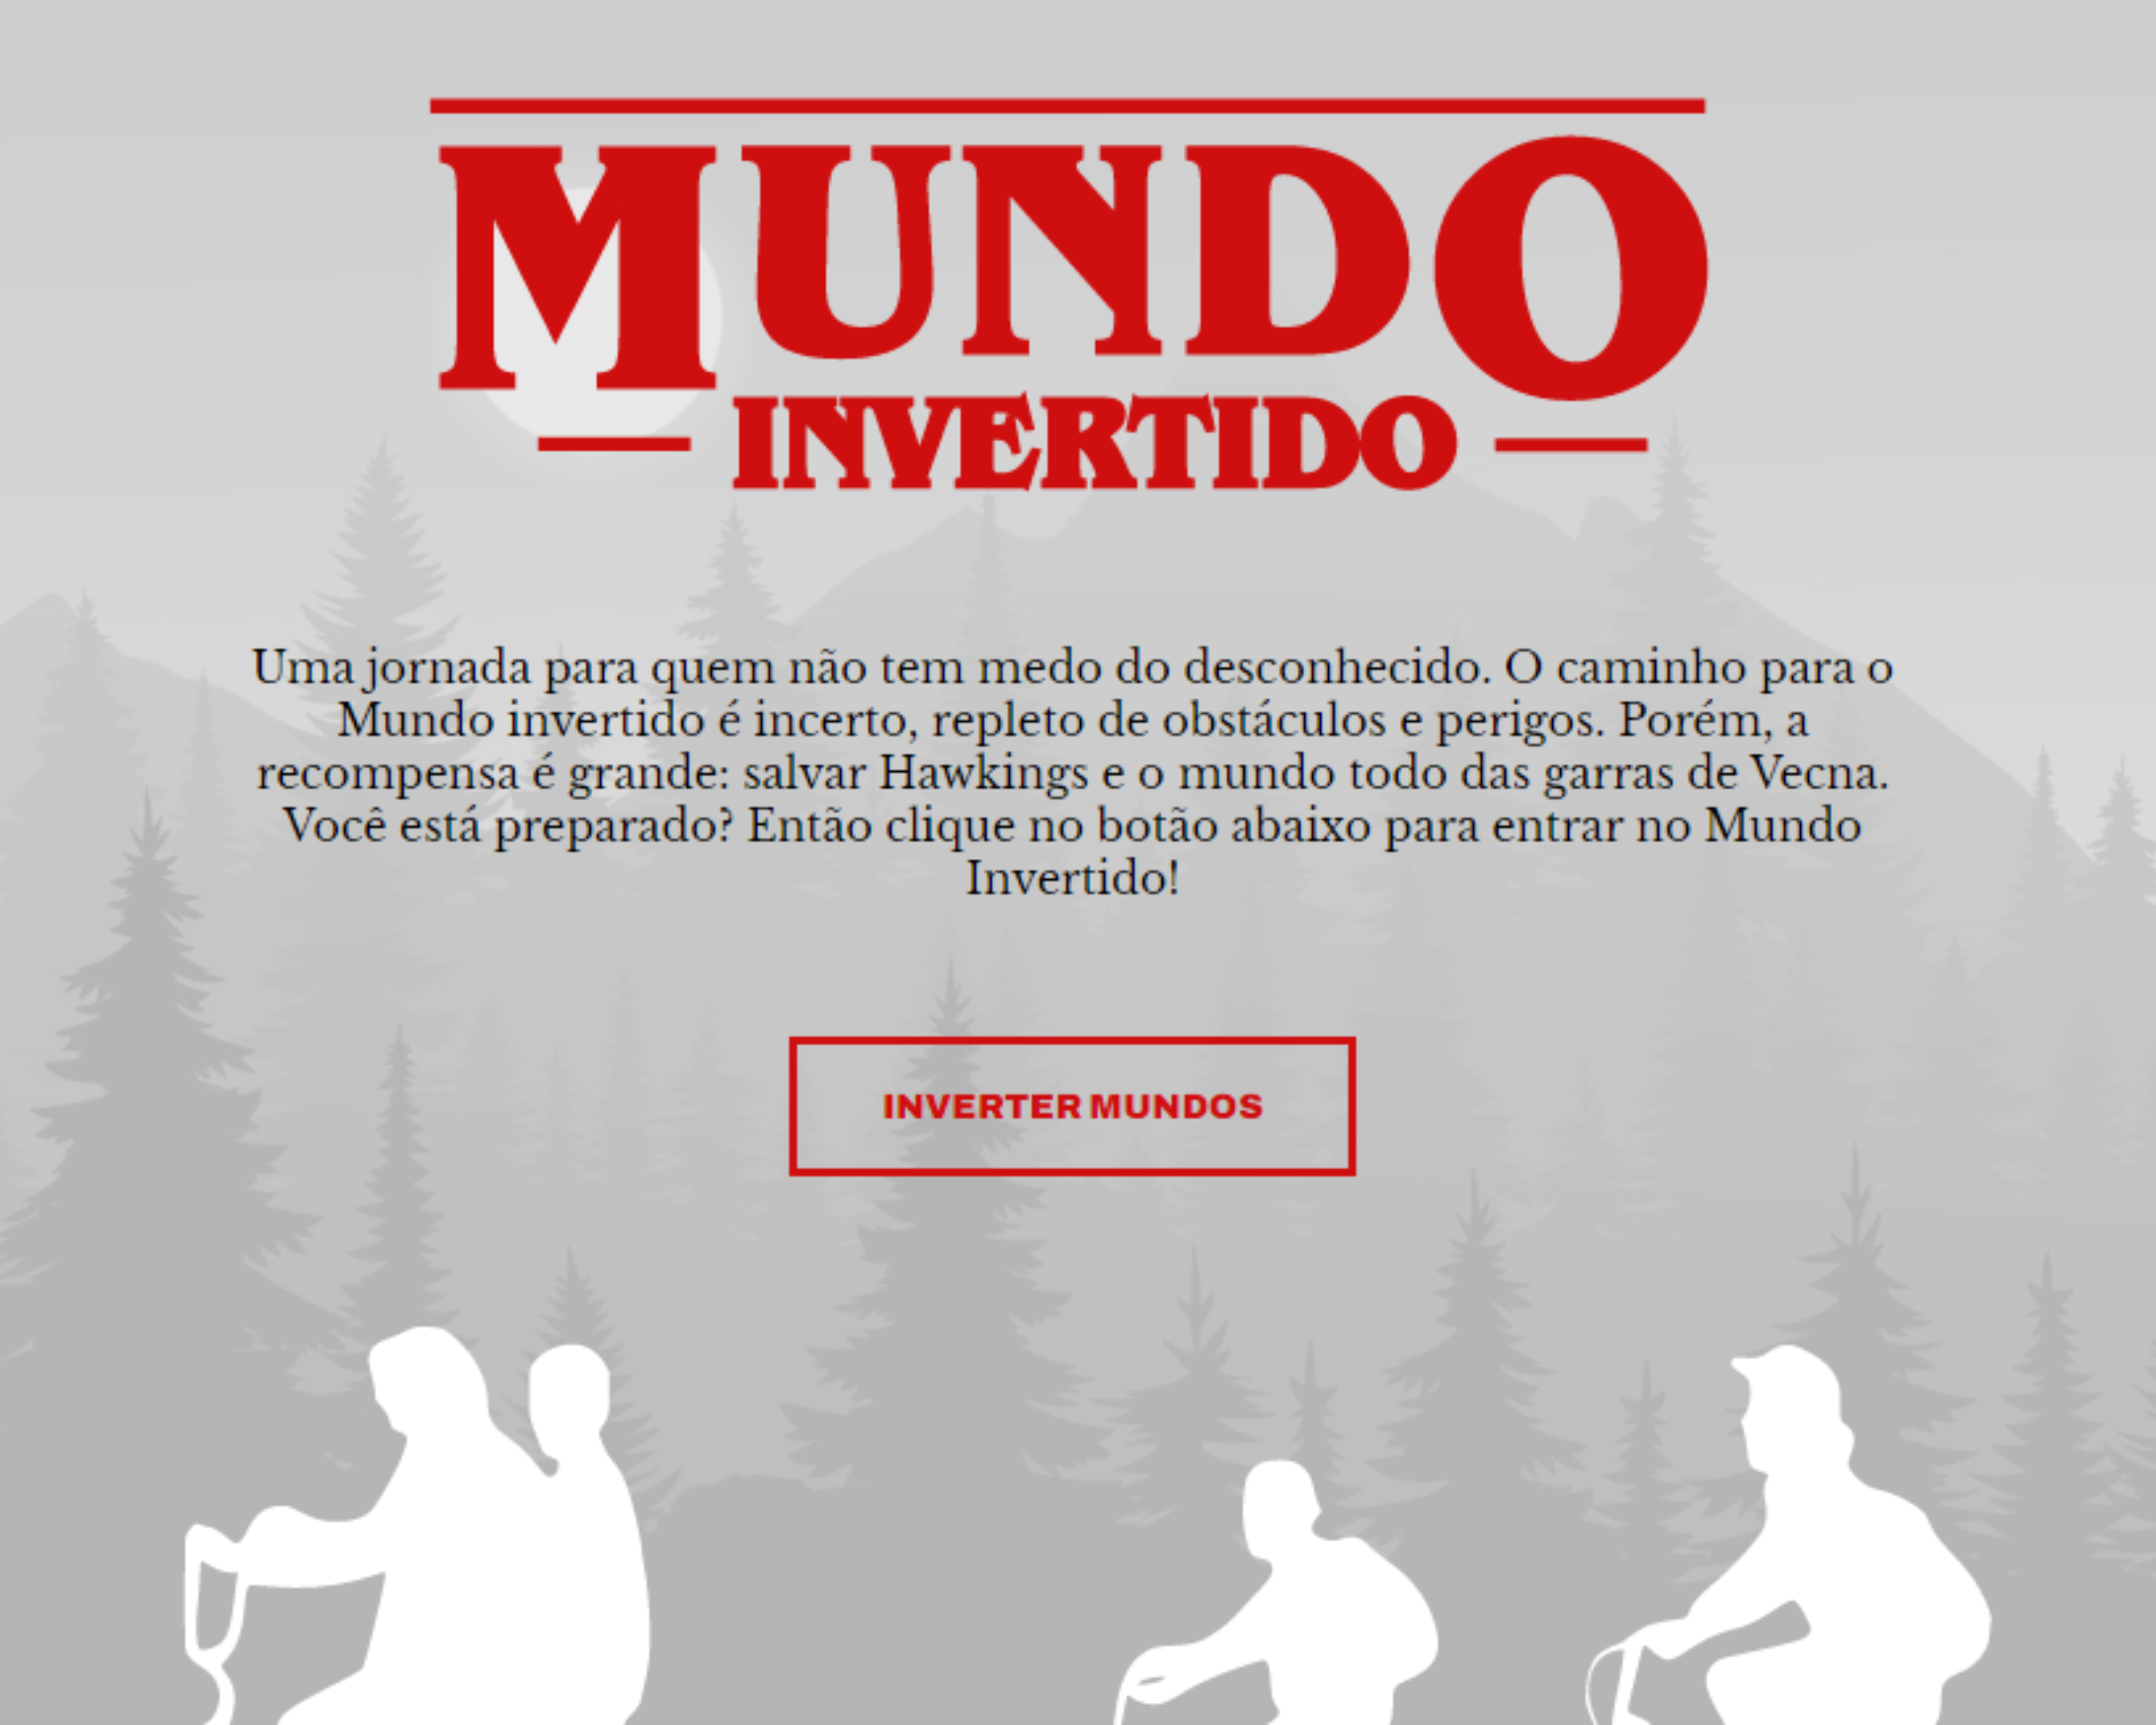 MUNDO
INVERTIDO
Uma jornada para quem não tem medo do desconhecido. O caminho para o
Mundo invertido é incerto, repleto de obstáculos e perigos. Porém, a
recompensa é grande: salvar Hawkings e o mundo todo das garras de Vecna.
Você está preparado? Então clique no botão abaixo para entrar no Mundo
Invertido!
INVERTER MUNDOS